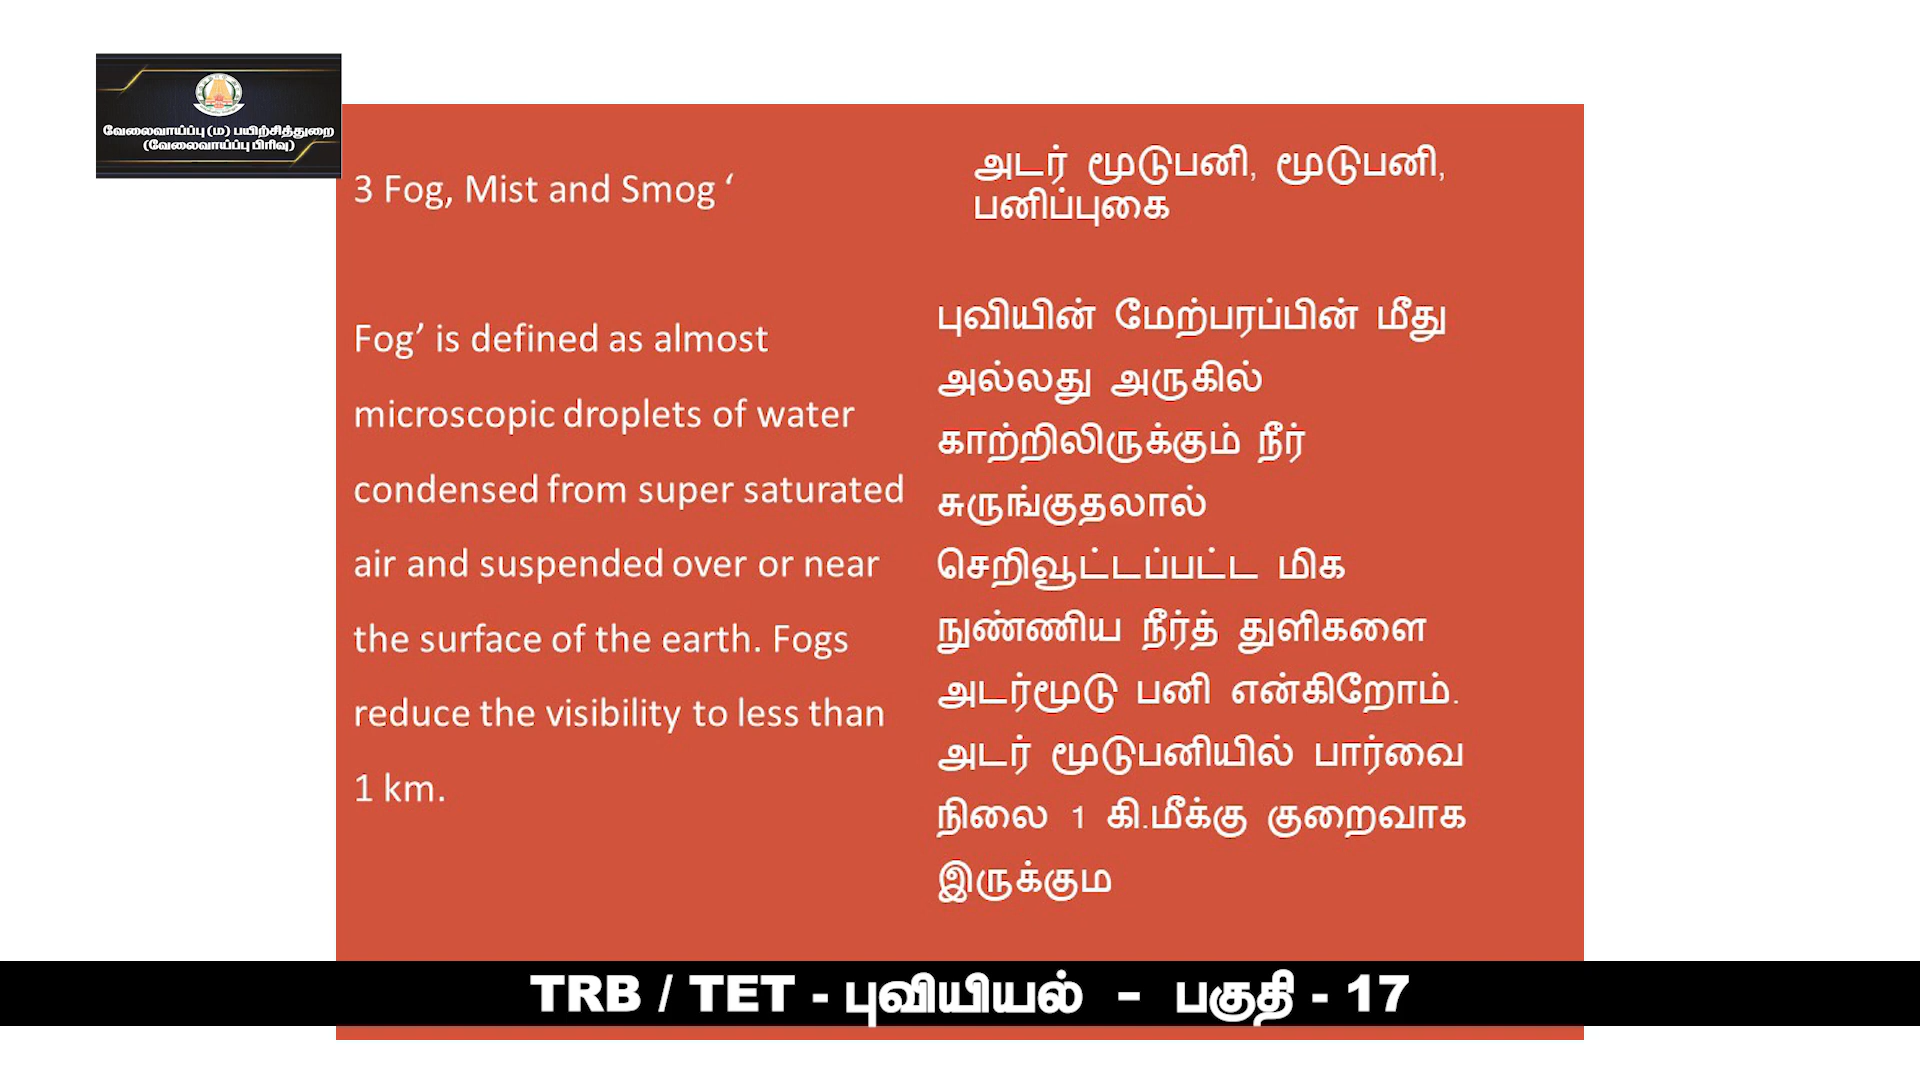 வேலைவாய்ப்பு (ம) பயிற்சித்துறை
(வேலைவாய்ப்பு பிரிவு)
3 Fog, Mist and Smog ‘
Fog’ is defined as almost
microscopic droplets of water
condensed from super saturated
air and suspended over or near
the surface of the earth. Fogs
reduce the visibility to less than
1 km.
அடர் மூடுபனி, மூடுபனி,
பனிப்புகை
புவியின் மேற்பரப்பின் மீது
அல்லது அருகில்
காற்றிலிருக்கும் நீர்
சுருங்குதலால்
செறிவூட்டப்பட்ட மிக
நுண்ணிய நீர்த் துளிகளை
அடர்மூடு பனி என்கிறோம்.
அடர் மூடுபனியில் பார்வை
நிலை 1 கி.மீக்கு குறைவாக
இருக்கும
TRB / TET - புவியியல் - பகுதி - 17